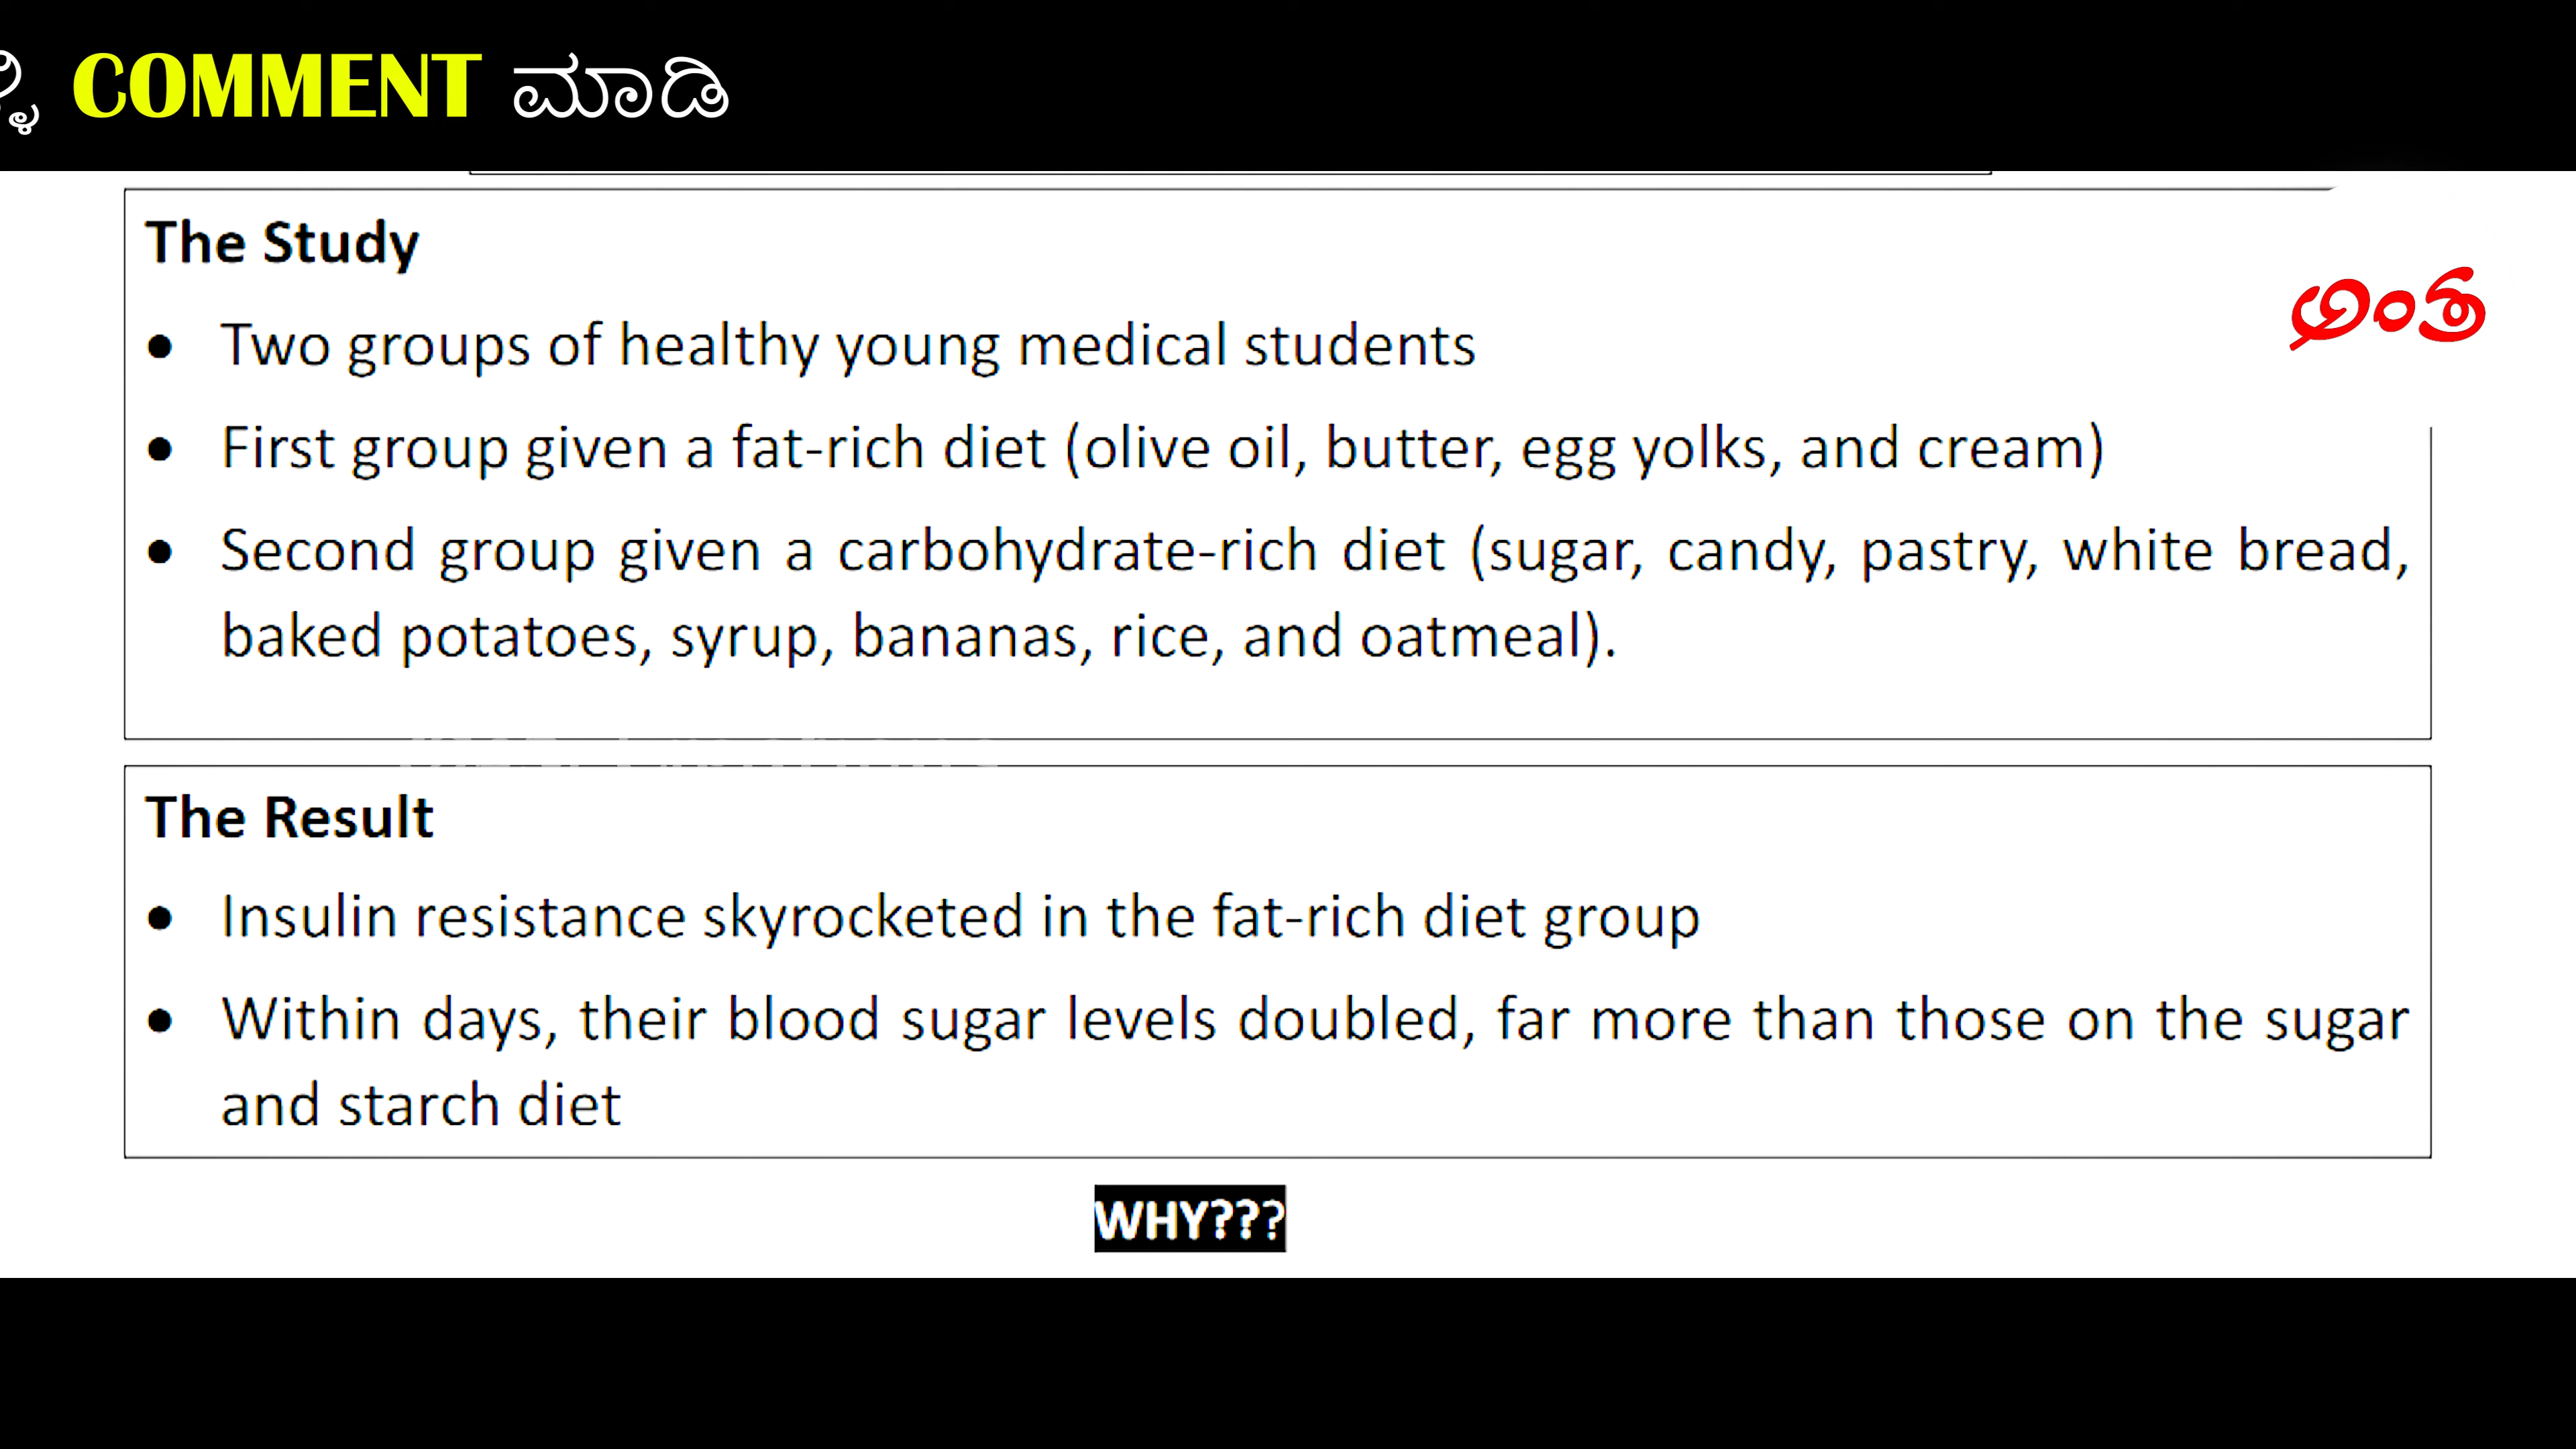 COMMENT ಮಾಡಿ
The Study
ಅಂತ
• Two groups of healthy young medical students
• First group given a fat-rich diet (olive oil, butter, egg yolks, and cream)
• Second group given a carbohydrate-rich diet (sugar, candy, pastry, white bread,
baked potatoes, syrup, bananas, rice, and oatmeal).
The Result
• Insulin resistance skyrocketed in the fat-rich diet group
• Within days, their blood sugar levels doubled, far more than those on the sugar
and starch diet
WHY???